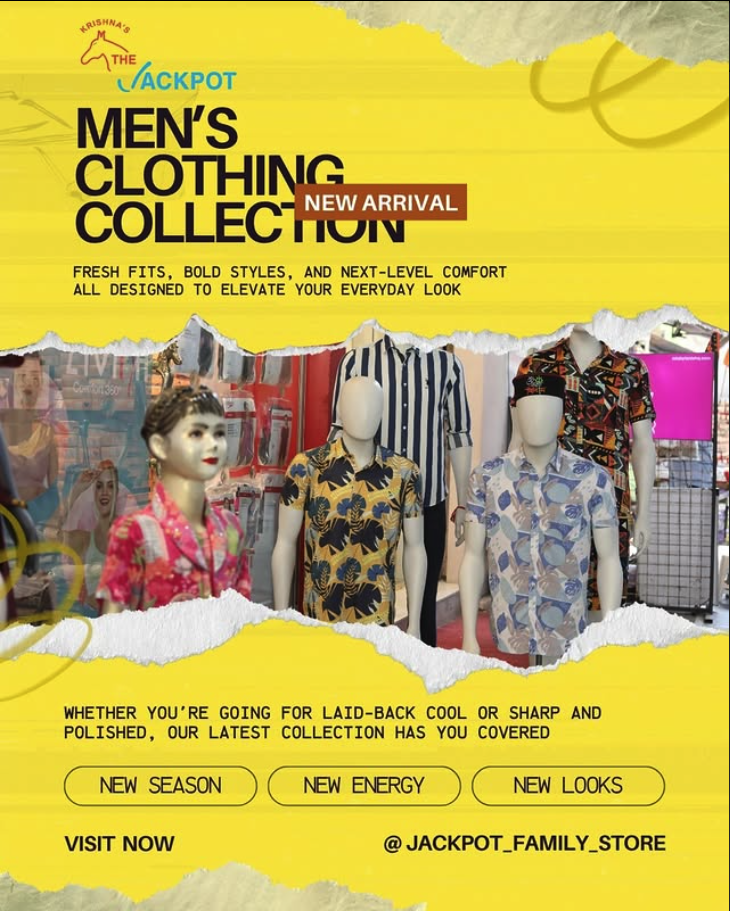 KRISHNA'S
THE
JACKPOT
MEN'S
CLOTHING
COLLECTION
NEW ARRIVAL
FRESH FITS, BOLD STYLES, AND NEXT-LEVEL COMFORT
ALL DESIGNED TO ELEVATE YOUR EVERYDAY LOOK
WHETHER YOU'RE GOING FOR LAID-BACK COOL OR SHARP AND
POLISHED, OUR LATEST COLLECTION HAS YOU COVERED
NEW SEASON
NEW ENERGY
NEW LOOKS
VISIT NOW
@JACKPOT_FAMILY_STORE